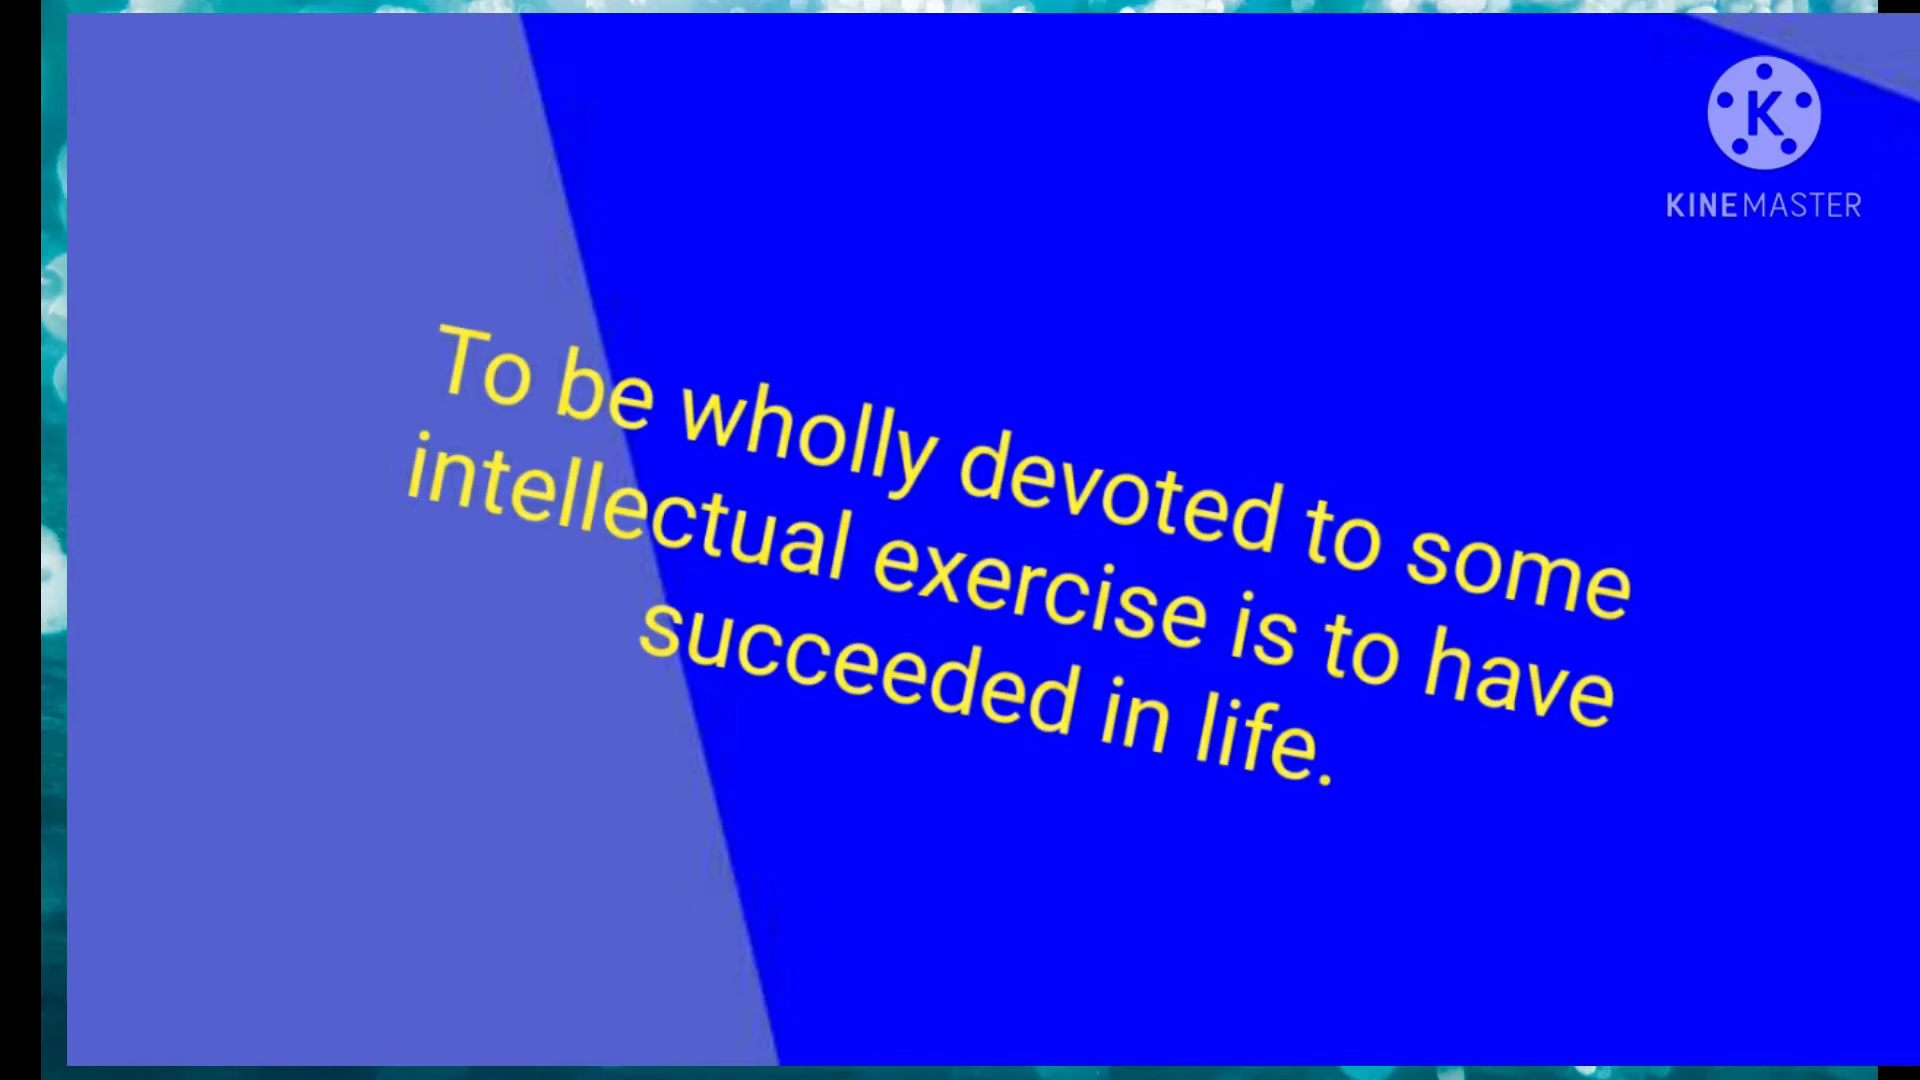 K
KINEMASTER
To be wholly devoted to some
intellectual exercise is to have
succeeded in life.